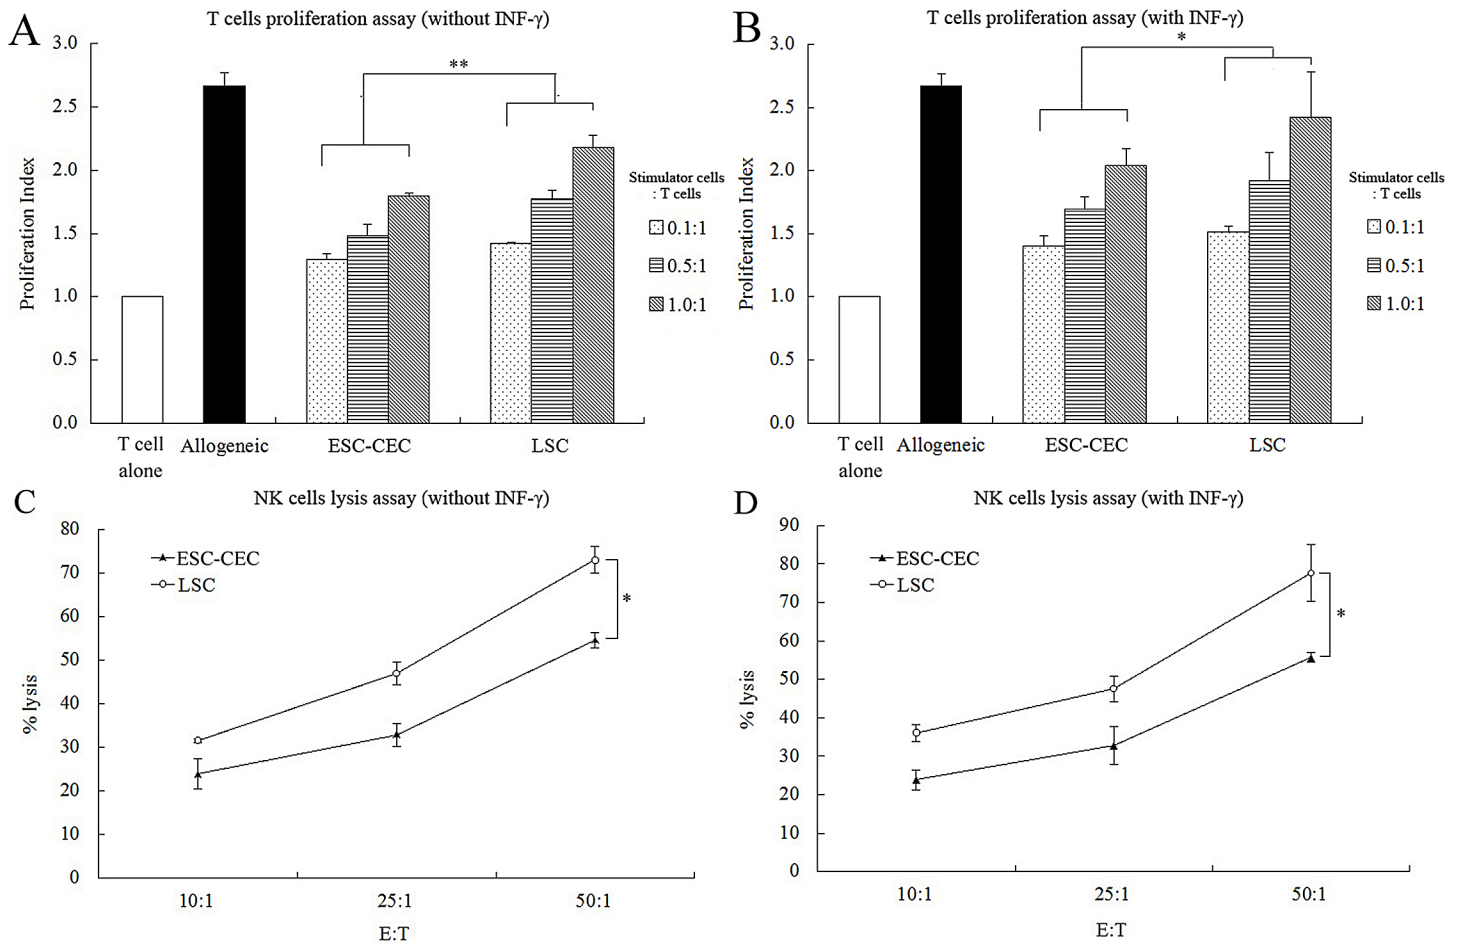 A
T cells proliferation assay (without INF-γ)
3.0
2.5
2.0
1.5
1.0
0.5
0.0
Proliferation Index
**
T cell
alone
Allogeneic
ESC-CEC
LSC
Stimulator cells
: T cells
0.1:1
0.5:1
1.0:1
B
T cells proliferation assay (with INF-γ)
3.0
2.5
2.0
1.5
1.0
0.5
0.0
Proliferation Index
*
T cell
alone
Allogeneic
ESC-CEC
LSC
Stimulator cells
: T cells
0.1:1
0.5:1
1.0:1
C
NK cells lysis assay (without INF-γ)
80
70
60
50
40
30
20
10
0
% lysis
ESC-CEC
LSC
*
10:1
25:1
50:1
E:T
D
NK cells lysis assay (with INF-γ)
90
80
70
60
50
40
30
20
10
0
% lysis
ESC-CEC
LSC
*
10:1
25:1
50:1
E:T